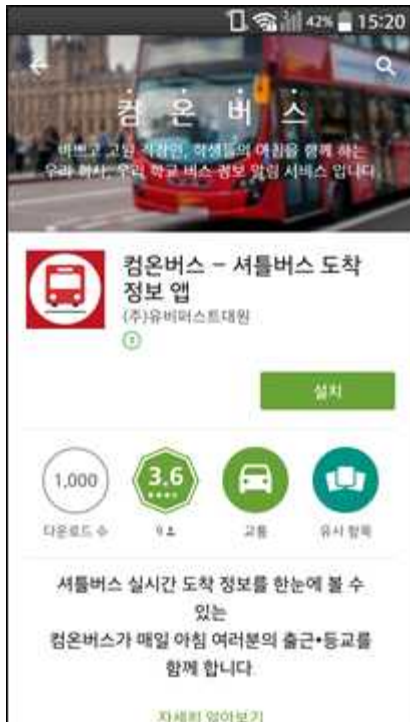 42% 15:20
컴온버스
바쁘고 고된 직장인, 학생들의 아침을 함께 하는
우리 회사, 우리 학교 버스 정보 알림 서비스 입니다.
컴온버스 - 셔틀버스 도착
정보 앱
(주)유비퍼스트대원
설치
1,000 3.6
다운로드 수 9 교통 유사 항목
셔틀버스 실시간 도착 정보를 한눈에 볼 수
있는
컴온버스가 매일 아침 여러분의 출근•등교를
함께 합니다
자세히 알아보기